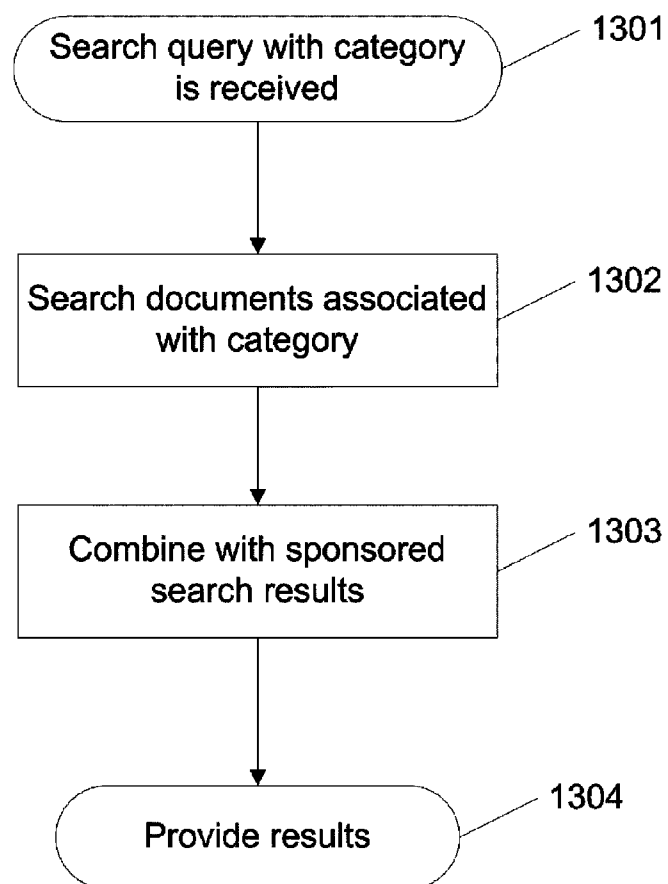 Search query with category
is received
1301
Search documents associated
with category
1302
Combine with sponsored
search results
1303
Provide results
1304